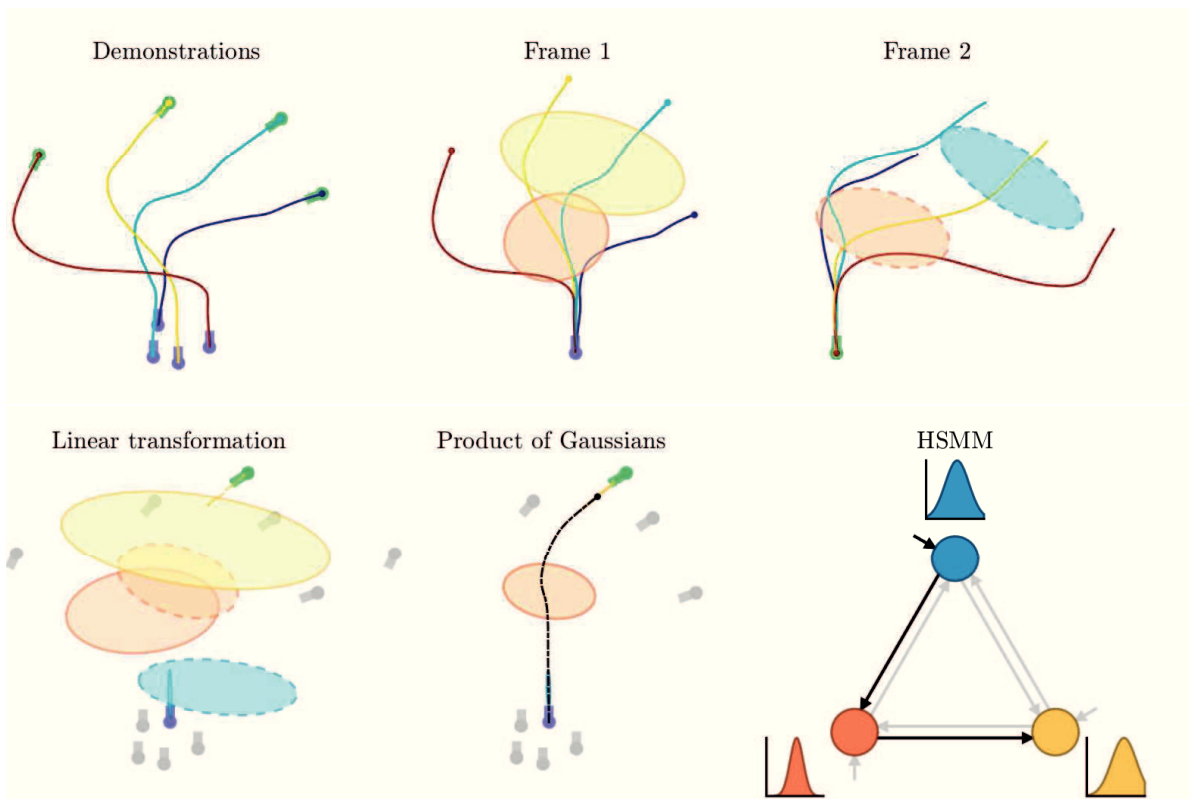 Demonstrations
Frame 1
Frame 2
Linear transformation
Product of Gaussians
HSMM